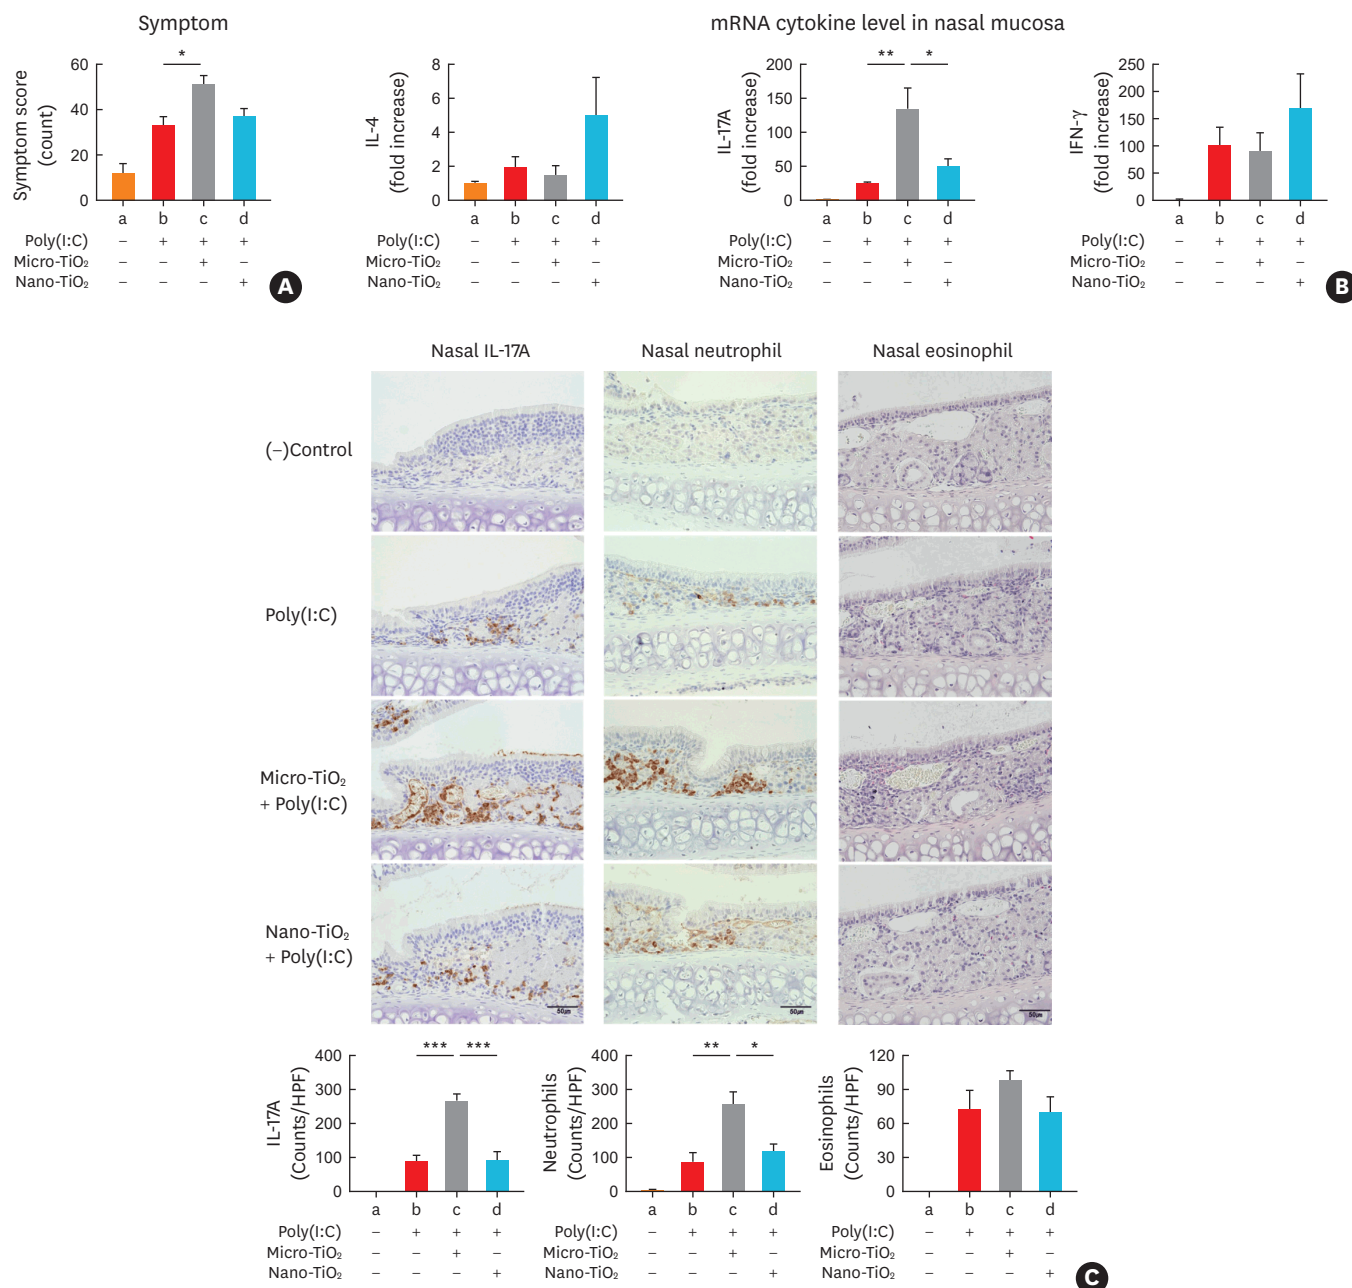 Symptom
mRNA cytokine level in nasal mucosa
*
Symptom score
(count)
60
40
20
0
a b c d
Poly(I:C) – + + +
Micro-TiO₂ – – + –
Nano-TiO₂ – – – +
A
IL-4
(fold increase)
8
6
4
2
0
a b c d
Poly(I:C) – + + +
Micro-TiO₂ – – + –
Nano-TiO₂ – – – +
** *
IL-17A
(fold increase)
200
150
100
50
0
a b c d
Poly(I:C) – + + +
Micro-TiO₂ – – + –
Nano-TiO₂ – – – +
IFN-γ
(fold increase)
250
200
150
100
50
0
a b c d
Poly(I:C) – + + +
Micro-TiO₂ – – + –
Nano-TiO₂ – – – +
B
Nasal IL-17A Nasal neutrophil Nasal eosinophil
(–)Control
Poly(I:C)
Micro-TiO₂
+ Poly(I:C)
Nano-TiO₂
+ Poly(I:C)
50μm 50μm 50μm
*** ***
IL-17A
(Counts/HPF)
400
300
200
100
0
a b c d
Poly(I:C) – + + +
Micro-TiO₂ – – + –
Nano-TiO₂ – – – +
** *
Neutrophils
(Counts/HPF)
400
300
200
100
0
a b c d
Poly(I:C) – + + +
Micro-TiO₂ – – + –
Nano-TiO₂ – – – +
Eosinophils
(Counts/HPF)
120
90
60
30
0
a b c d
Poly(I:C) – + + +
Micro-TiO₂ – – + –
Nano-TiO₂ – – – +
C